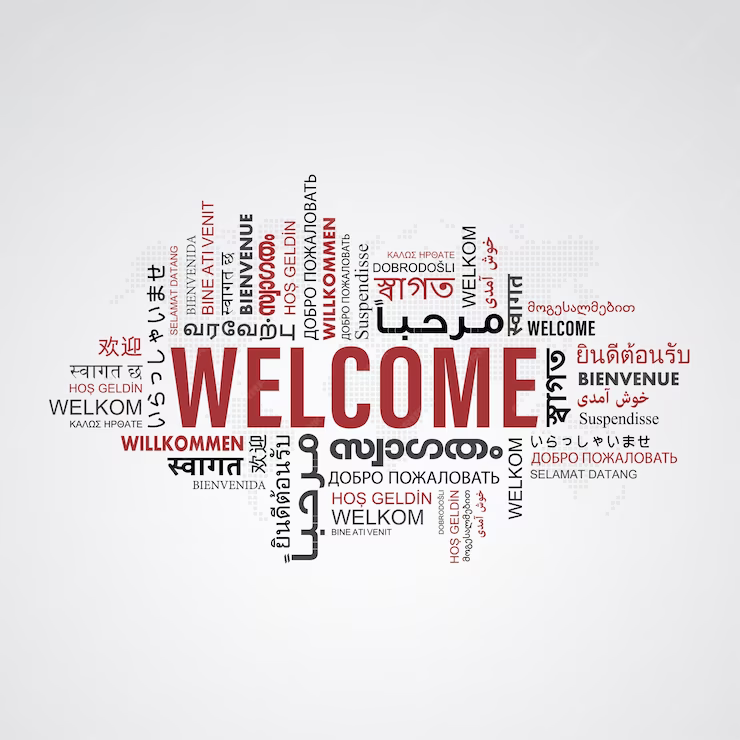 ДОБРО ПОЖАЛОВАТЬ
BINE ATI VENIT
BIENVENIDA
SELAMAT DATANG
BIENVENUE
स्वागत छ
സ്വാഗതം
HOŞ GELDİN
WILLKOMMEN
ДОБРО ПОЖАЛОВАТЬ
Suspendisse
WELKOM
خوش آمدی
ΚΑΛΩΣ ΗΡΘΑΤΕ
DOBRODOŠLI
স্বাগত
स्वागत
いらっしゃいませ
வரவேற்பு
مرحباً
მოგესალმებით
WELCOME
欢迎
स्वागत छ
HOŞ GELDİN
WELKOM
ΚΑΛΩΣ ΗΡΘΑΤΕ
WELCOME
স্বাগত
ยินดีต้อนรับ
BIENVENUE
خوش آمدی
Suspendisse
WILLKOMMEN
स्वागत
BIENVENIDA
欢迎
ยินดีต้อนรับ
مرحباً
സ്വാഗതം
ДОБРО ПОЖАЛОВАТЬ
HOŞ GELDİN
WELKOM
BINE ATI VENIT
DOBRODOŠLI
HOŞ GELDİN
მოგესალმებით
خوش آمدی
WELKOM
いらっしゃいませ
ДОБРО ПОЖАЛОВАТЬ
SELAMAT DATANG